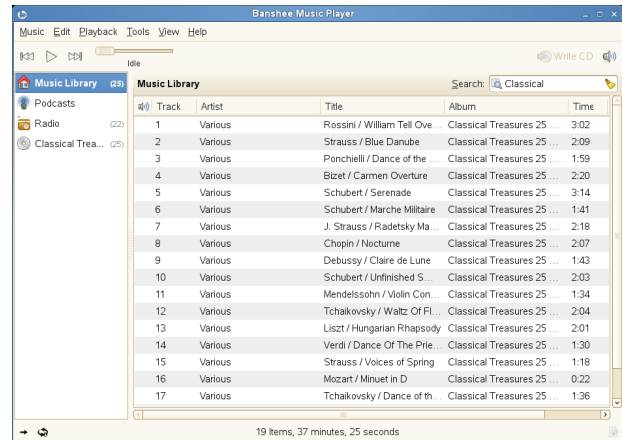 Banshee Music Player
Music Edit Playback Tools View Help
Idle
Write CD
Music Library (25)
Podcasts
Radio (22)
Classical Trea... (25)
Music Library
Search: Classical
Track Artist Title Album Time
1 Various Rossini / William Tell Ove... Classical Treasures 25 ... 3:02
2 Various Strauss / Blue Danube Classical Treasures 25 ... 2:09
3 Various Ponchielli / Dance of the ... Classical Treasures 25 ... 1:59
4 Various Bizet / Carmen Overture Classical Treasures 25 ... 2:20
5 Various Schubert / Serenade Classical Treasures 25 ... 3:14
6 Various Schubert / Marche Militaire Classical Treasures 25 ... 1:41
7 Various J. Strauss / Radetsky Ma... Classical Treasures 25 ... 2:18
8 Various Chopin / Nocturne Classical Treasures 25 ... 2:07
9 Various Debussy / Claire de Lune Classical Treasures 25 ... 1:43
10 Various Schubert / Unfinished S... Classical Treasures 25 ... 2:03
11 Various Mendelssohn / Violin Con... Classical Treasures 25 ... 1:34
12 Various Tchaikovsky / Waltz Of Fl... Classical Treasures 25 ... 2:04
13 Various Liszt / Hungarian Rhapsody Classical Treasures 25 ... 2:01
14 Various Verdi / Dance Of The Prie... Classical Treasures 25 ... 1:30
15 Various Strauss / Voices of Spring Classical Treasures 25 ... 1:18
16 Various Mozart / Minuet in D Classical Treasures 25 ... 0:22
17 Various Tchaikovsky / Dance of th... Classical Treasures 25 ... 1:36
19 Items, 37 minutes, 25 seconds